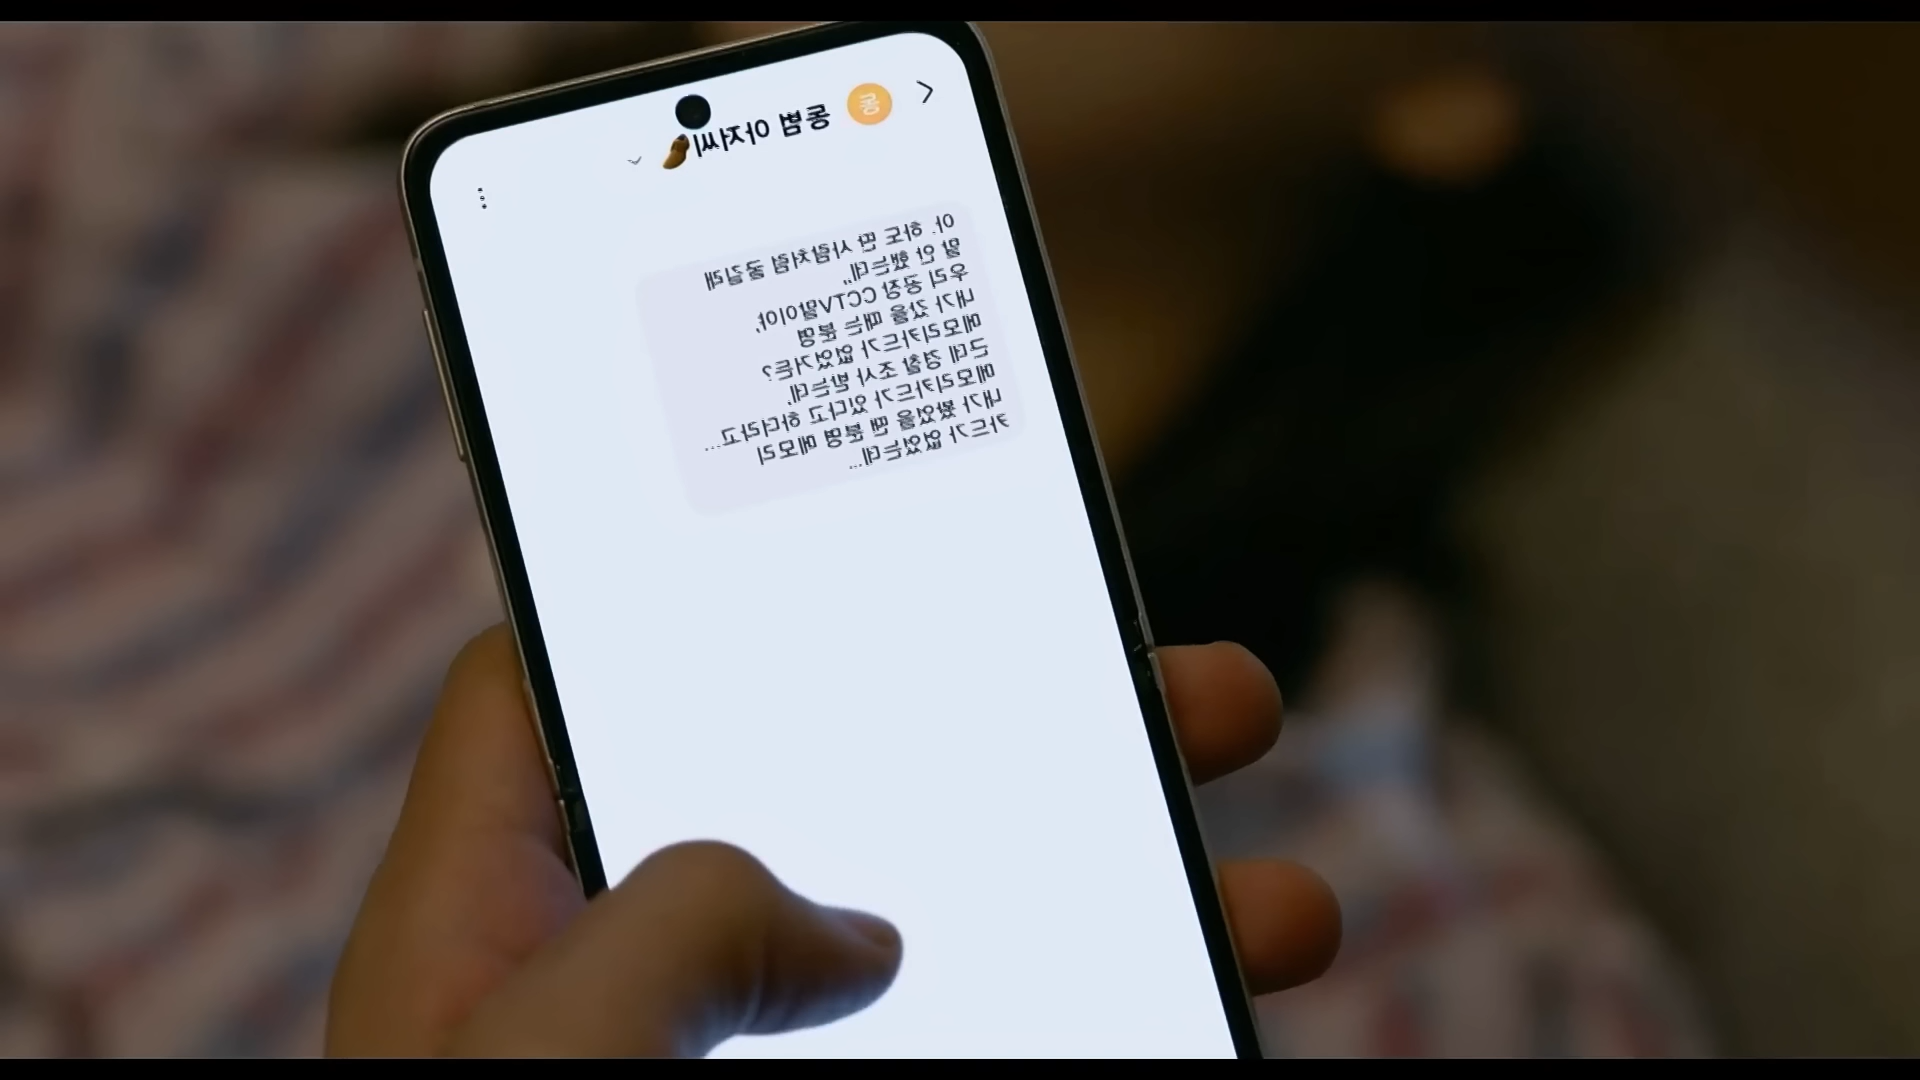 동
동범 아저씨
아. 하도 딴 사람처럼 굴길래
말 안 했는데,,
우리 공장 CCTV말이야,
내가 갔을 때는 분명
메모리카드가 없었거든?
근데 경찰 조사 받는데,
메모리카드가 있다고 하더라고...
내가 봤었을 땐 분명 메모리
카드가 없었는데...